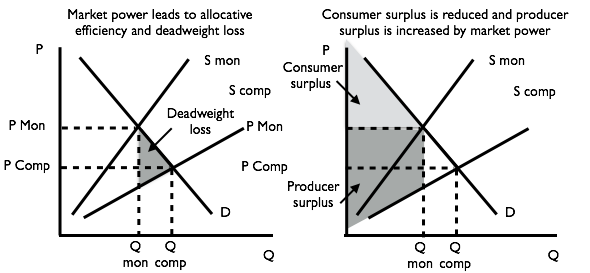 Market power leads to allocative
efficiency and deadweight loss
P
S mon
S comp
Deadweight
loss
P Mon
P Mon
P Comp
D
Q
Q
mon
comp
Q
Consumer surplus is reduced and producer
surplus is increased by market power
P
Consumer
surplus
S mon
S comp
P Comp
Producer
surplus
D
Q
Q
mon
comp
Q